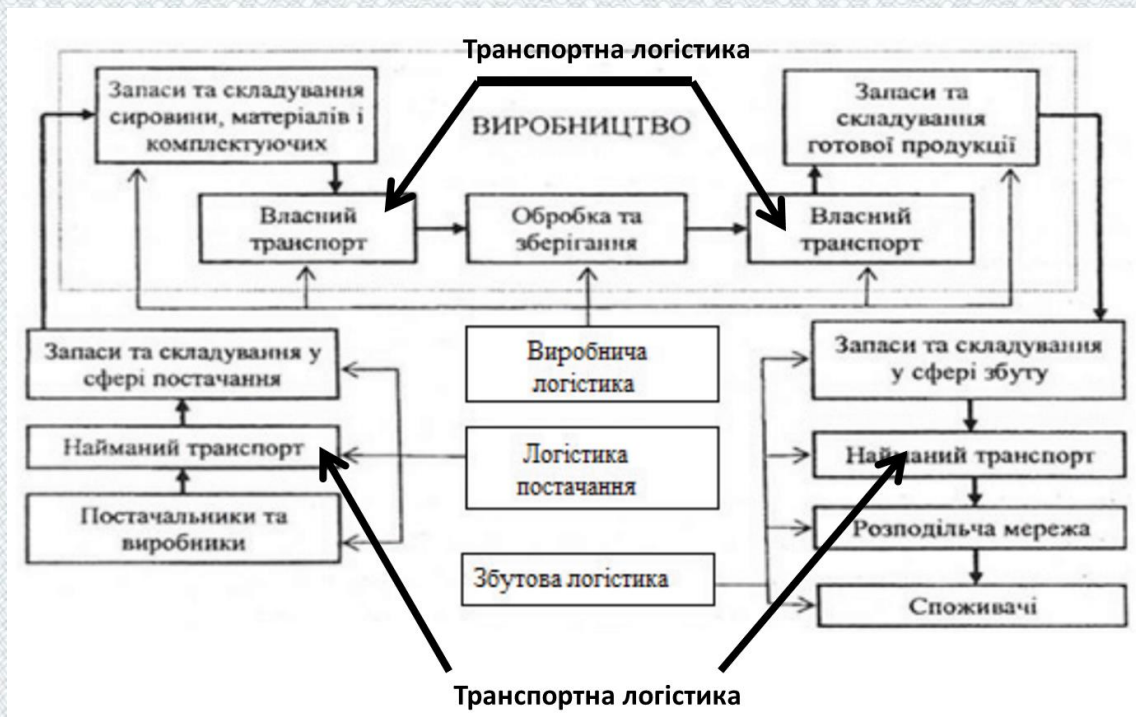 Транспортна логістика
Запаси та складування
сировини, матеріалів і
комплектуючих
ВИРОБНИЦТВО
Запаси та
складування
готової продукції
Власний
транспорт
Обробка та
зберігання
Власний
транспорт
Запаси та складування у
сфері постачання
Виробнича
логістика
Запаси та складування
у сфері збуту
Найманий транспорт
Логістика
постачання
Найманий транспорт
Постачальники та
виробники
Розподільча мережа
Збутова логістика
Споживачі
Транспортна логістика